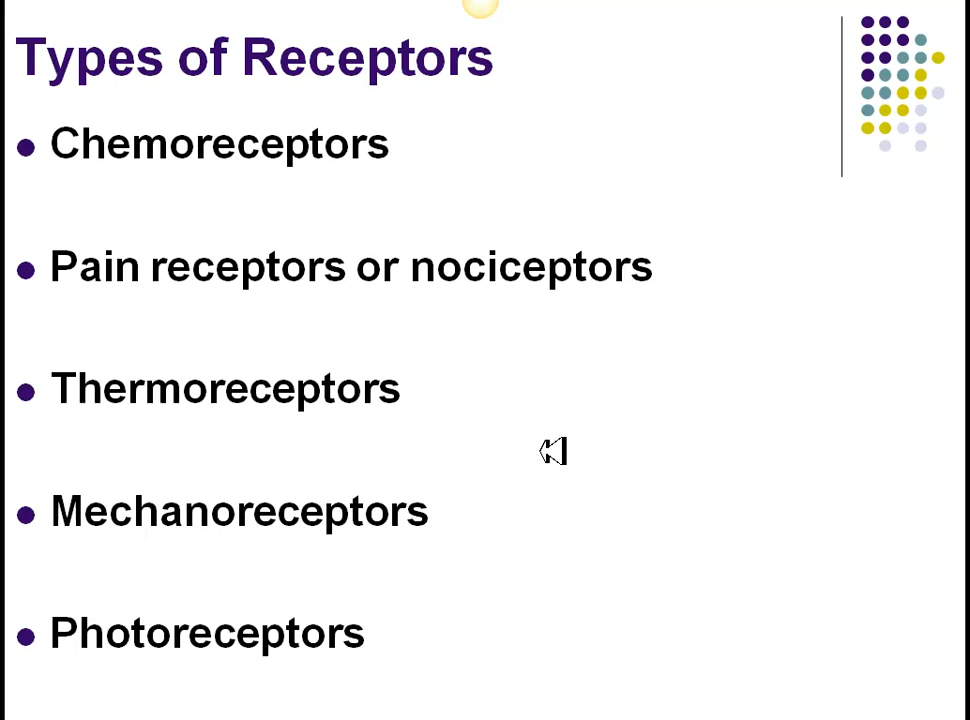 Types of Receptors
Chemoreceptors
Pain receptors or nociceptors
Thermoreceptors
Mechanoreceptors
Photoreceptors